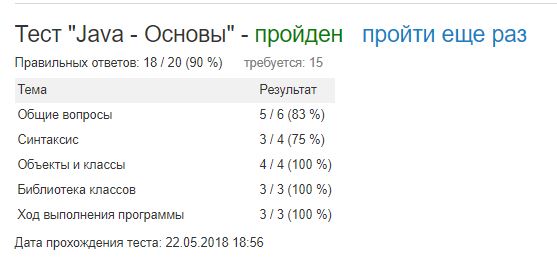 Тест "Java - Основы" - пройден пройти еще раз
Правильных ответов: 18 / 20 (90 %) требуется: 15
Тема Результат
Общие вопросы 5 / 6 (83 %)
Синтаксис 3 / 4 (75 %)
Объекты и классы 4 / 4 (100 %)
Библиотека классов 3 / 3 (100 %)
Ход выполнения программы 3 / 3 (100 %)
Дата прохождения теста: 22.05.2018 18:56